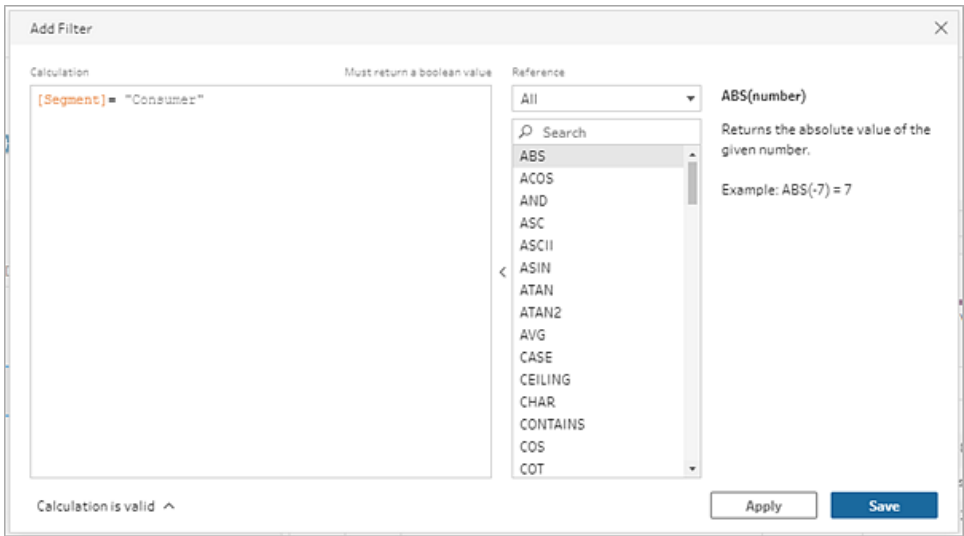 Add Filter
Calculation
Must return a boolean value
Reference
[Segment]= "Consumer"
All
Search
ABS
ACOS
AND
ASC
ASCII
ASIN
ATAN
ATAN2
AVG
CASE
CEILING
CHAR
CONTAINS
COS
COT
ABS(number)
Returns the absolute value of the
given number.
Example: ABS(-7) = 7
Calculation is valid
Apply
Save